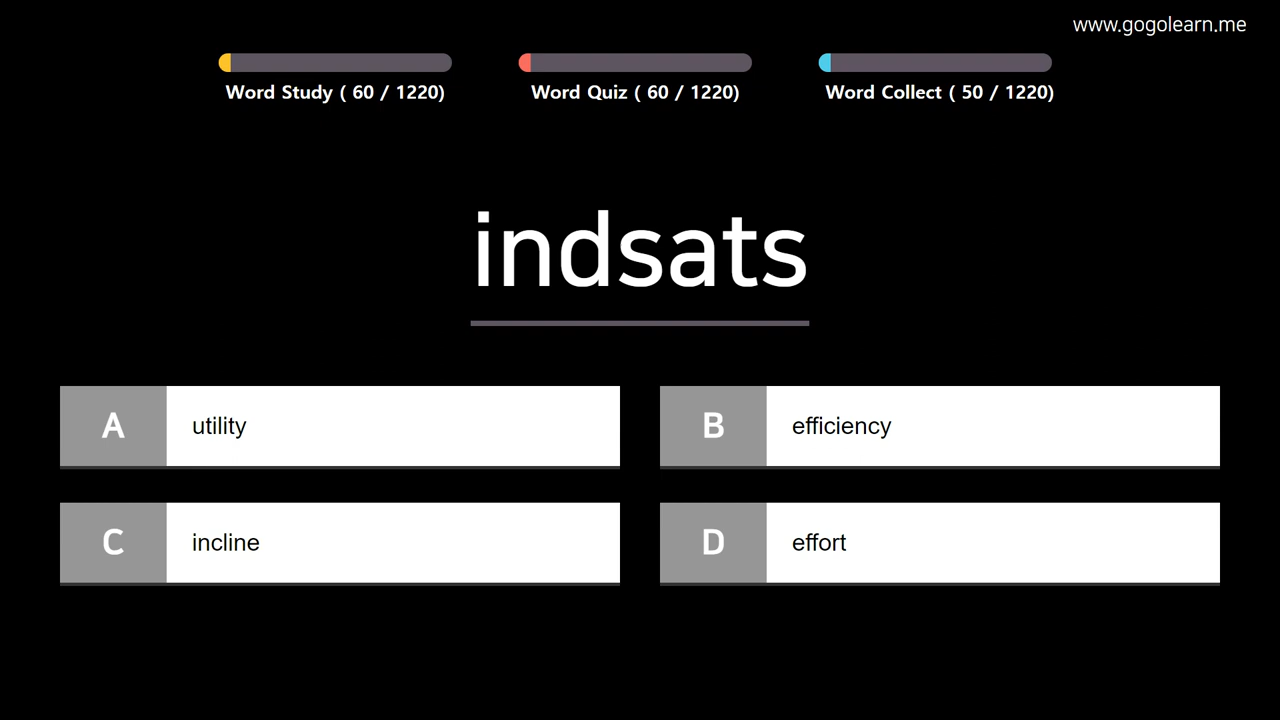 www.gogolearn.me
Word Study ( 60 / 1220)
Word Quiz ( 60 / 1220)
Word Collect ( 50 / 1220)
indsats
A utility
B efficiency
C incline
D effort